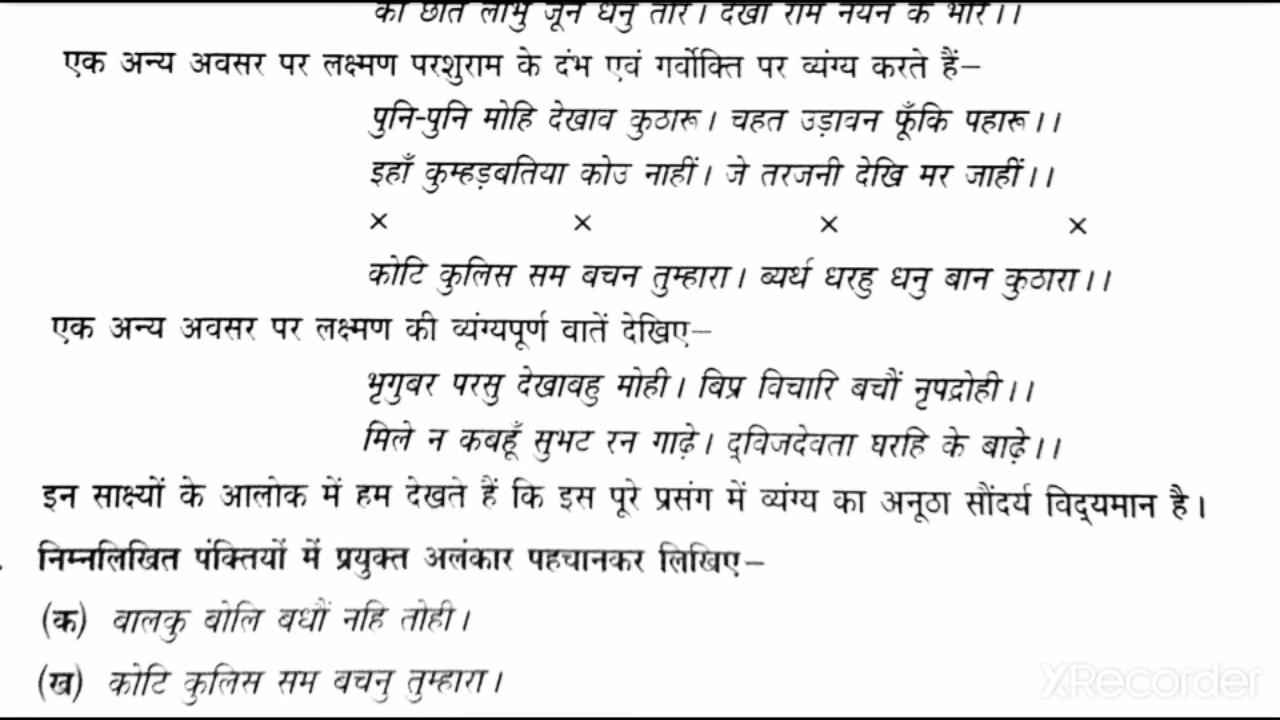 का छति लाभु जून धनु तोरें। देखा राम नयन के भोरें।।
एक अन्य अवसर पर लक्ष्मण परशुराम के दंभ एवं गर्वोक्ति पर व्यंग्य करते हैं–
पुनि-पुनि मोहि देखाव कुठारू। चहत उड़ावन फूँकि पहारू।।
इहाँ कुम्हड़बतिया कोउ नाहीं। जे तरजनी देखि मर जाहीं।।
× × × ×
कोटि कुलिस सम बचन तुम्हारा। ब्यर्थ धरहु धनु बान कुठारा।।
एक अन्य अवसर पर लक्ष्मण की व्यंग्यपूर्ण बातें देखिए–
भृगुबर परसु देखाबहु मोही। बिप्र विचारि बचौं नृपद्रोही।।
मिले न कबहूँ सुभट रन गाढ़े। द्विजदेवता घरहि के बाढ़े।।
इन साक्ष्यों के आलोक में हम देखते हैं कि इस पूरे प्रसंग में व्यंग्य का अनूठा सौंदर्य विद्यमान है।
निम्नलिखित पंक्तियों में प्रयुक्त अलंकार पहचानकर लिखिए–
(क) बालकु बोलि बधौं नहि तोही।
(ख) कोटि कुलिस सम बचनु तुम्हारा।
XRecorder